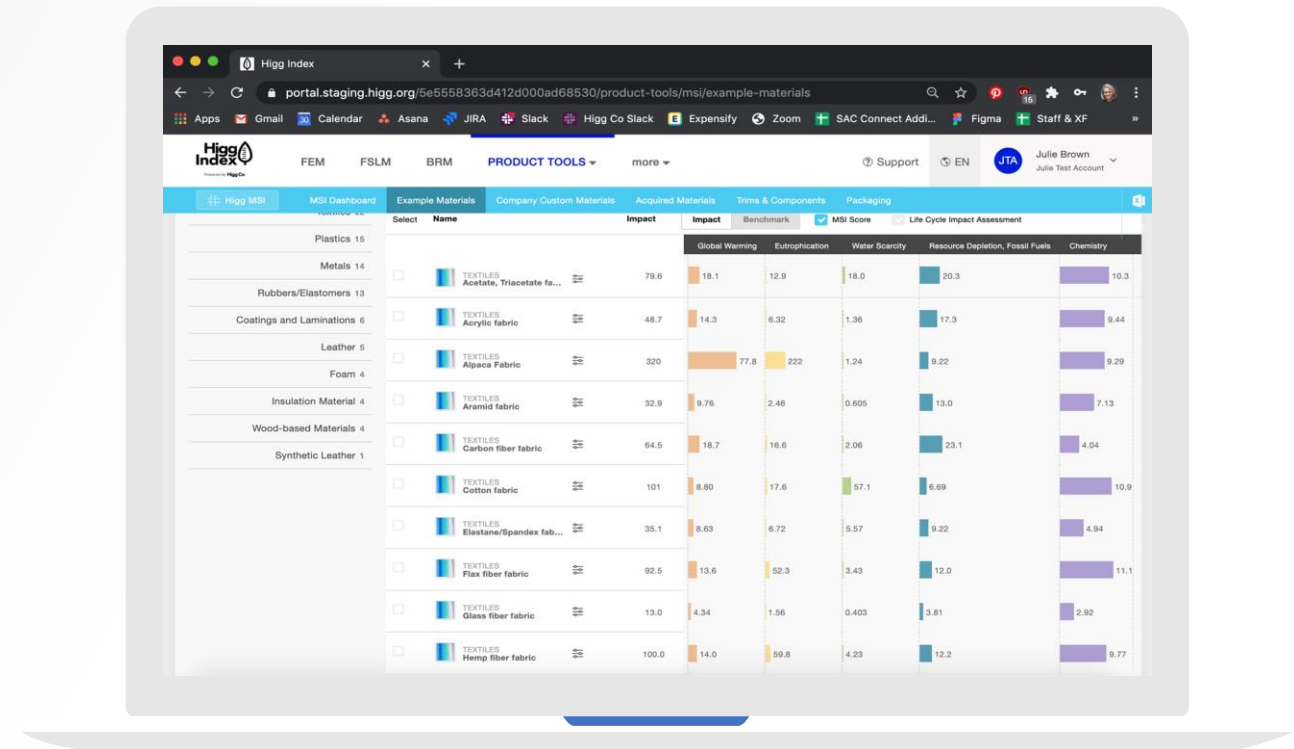 Higg Index
portal.staging.higg.org/5e5558363d412d000ad68530/product-tools/msi/example-materials
15
Apps Gmail 30 Calendar Asana JIRA Slack Higg Co Slack E Expensify Zoom SAC Connect Addi... Figma Staff & XF »
Higg Index
Powered by Higg Co
FEM FSLM BRM PRODUCT TOOLS more Support EN JTA Julie Brown
Julie Test Account
Higg MSI MSI Dashboard Example Materials Company Custom Materials Acquired Materials Trims & Components Packaging
Textiles 22
Plastics 15
Metals 14
Rubbers/Elastomers 13
Coatings and Laminations 6
Leather 5
Foam 4
Insulation Material 4
Wood-based Materials 4
Synthetic Leather 1
Select Name Impact Impact Benchmark MSI Score Life Cycle Impact Assessment
Global Warming Eutrophication Water Scarcity Resource Depletion, Fossil Fuels Chemistry
TEXTILES
Acetate, Triacetate fa... 79.6 18.1 12.9 18.0 20.3 10.3
TEXTILES
Acrylic fabric 48.7 14.3 6.32 1.36 17.3 9.44
TEXTILES
Alpaca Fabric 320 77.8 222 1.24 9.22 9.29
TEXTILES
Aramid fabric 32.9 9.76 2.46 0.605 13.0 7.13
TEXTILES
Carbon fiber fabric 64.5 18.7 16.6 2.06 23.1 4.04
TEXTILES
Cotton fabric 101 8.80 17.6 57.1 6.69 10.9
TEXTILES
Elastane/Spandex fab... 35.1 8.63 6.72 5.57 9.22 4.94
TEXTILES
Flax fiber fabric 92.5 13.6 52.3 3.43 12.0 11.1
TEXTILES
Glass fiber fabric 13.0 4.34 1.56 0.403 3.81 2.92
TEXTILES
Hemp fiber fabric 100.0 14.0 59.8 4.23 12.2 9.77